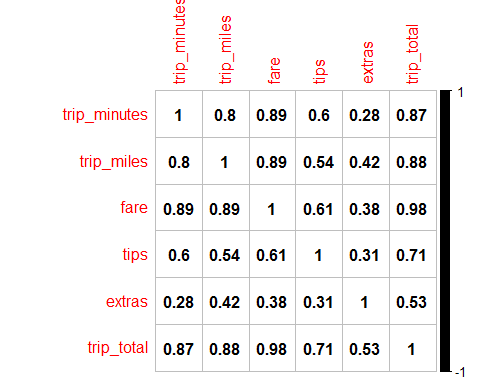 trip_minutes trip_miles fare tips extras trip_total
1
trip_minutes 1 0.8 0.89 0.6 0.28 0.87
trip_miles 0.8 1 0.89 0.54 0.42 0.88
fare 0.89 0.89 1 0.61 0.38 0.98
tips 0.6 0.54 0.61 1 0.31 0.71
extras 0.28 0.42 0.38 0.31 1 0.53
trip_total 0.87 0.88 0.98 0.71 0.53 1
-1